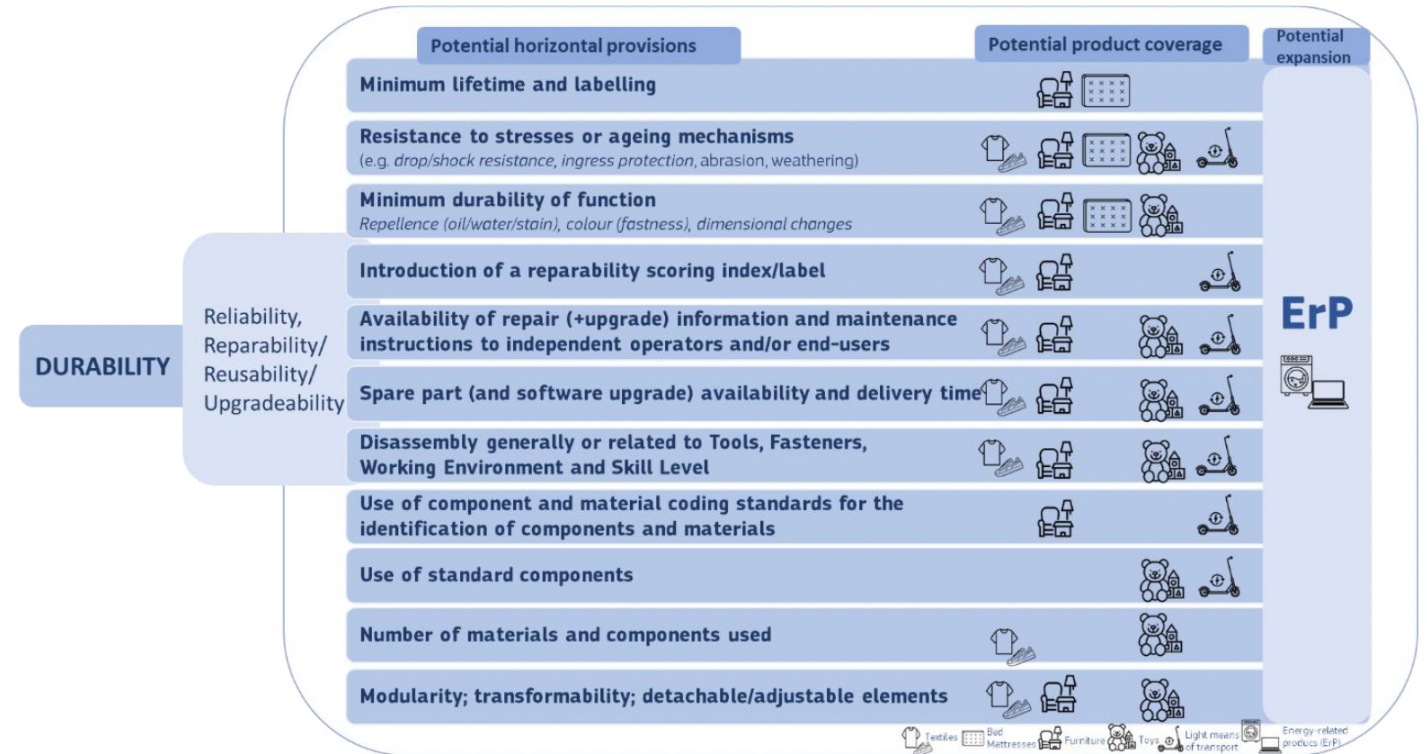 Potential horizontal provisions
Potential product coverage
Potential
expansion
Minimum lifetime and labelling
Resistance to stresses or ageing mechanisms
(e.g. drop/shock resistance, ingress protection, abrasion, weathering)
Minimum durability of function
Repellence (oil/water/stain), colour (fastness), dimensional changes
Introduction of a reparability scoring index/label
Availability of repair (+upgrade) information and maintenance
instructions to independent operators and/or end-users
Spare part (and software upgrade) availability and delivery time
Disassembly generally or related to Tools, Fasteners,
Working Environment and Skill Level
Use of component and material coding standards for the
identification of components and materials
Use of standard components
Number of materials and components used
Modularity; transformability; detachable/adjustable elements
DURABILITY
Reliability,
Reparability/
Reusability/
Upgradeability
ErP
Textiles
Bed
Mattresses
Furniture
Toys
Light means
of transport
Energy-related
producs (ErP)